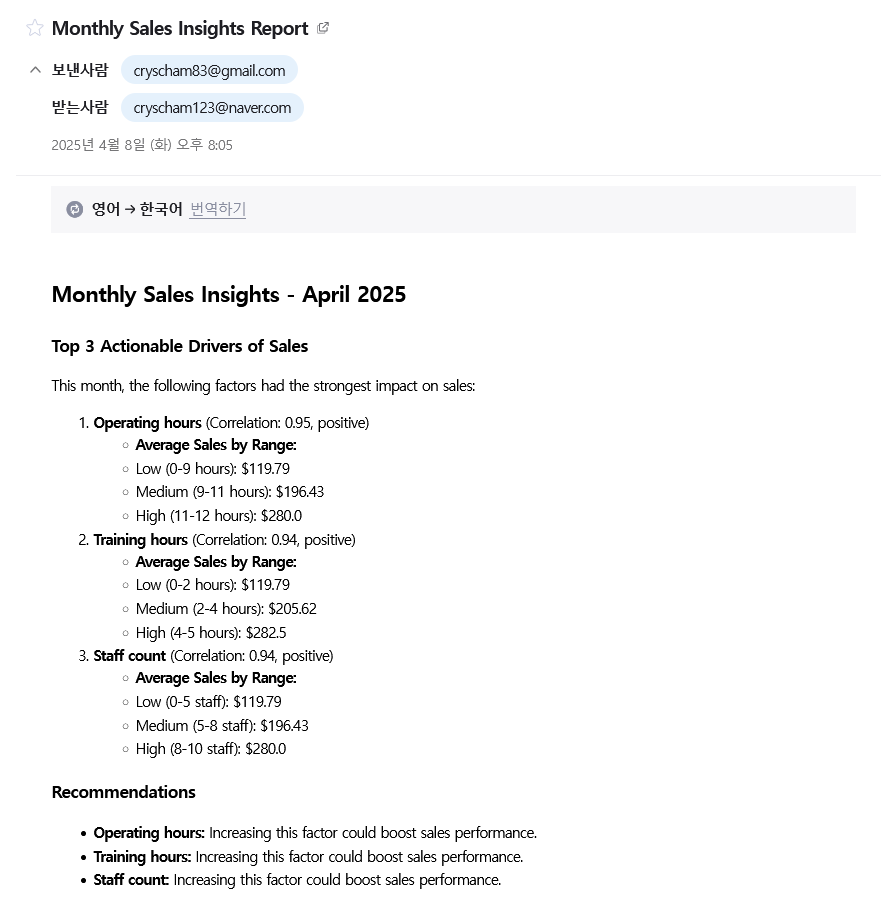 Monthly Sales Insights Report
보낸사람 cryscham83@gmail.com
받는사람 cryscham123@naver.com
2025년 4월 8일 (화) 오후 8:05
영어 → 한국어 번역하기
Monthly Sales Insights - April 2025
Top 3 Actionable Drivers of Sales
This month, the following factors had the strongest impact on sales:
1. Operating hours (Correlation: 0.95, positive)
○ Average Sales by Range:
○ Low (0-9 hours): $119.79
○ Medium (9-11 hours): $196.43
○ High (11-12 hours): $280.0
2. Training hours (Correlation: 0.94, positive)
○ Average Sales by Range:
○ Low (0-2 hours): $119.79
○ Medium (2-4 hours): $205.62
○ High (4-5 hours): $282.5
3. Staff count (Correlation: 0.94, positive)
○ Average Sales by Range:
○ Low (0-5 staff): $119.79
○ Medium (5-8 staff): $196.43
○ High (8-10 staff): $280.0
Recommendations
• Operating hours: Increasing this factor could boost sales performance.
• Training hours: Increasing this factor could boost sales performance.
• Staff count: Increasing this factor could boost sales performance.